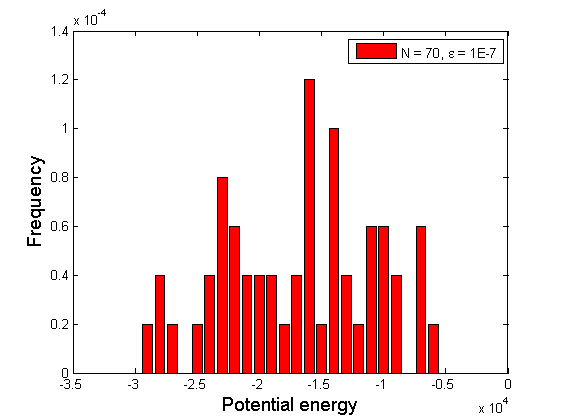 x 10^-4
1.4
N = 70, ε = 1E-7
1.2
1
0.8
0.6
0.4
0.2
0
Frequency
-3.5 -3 -2.5 -2 -1.5 -1 -0.5 0
Potential energy
x 10^4